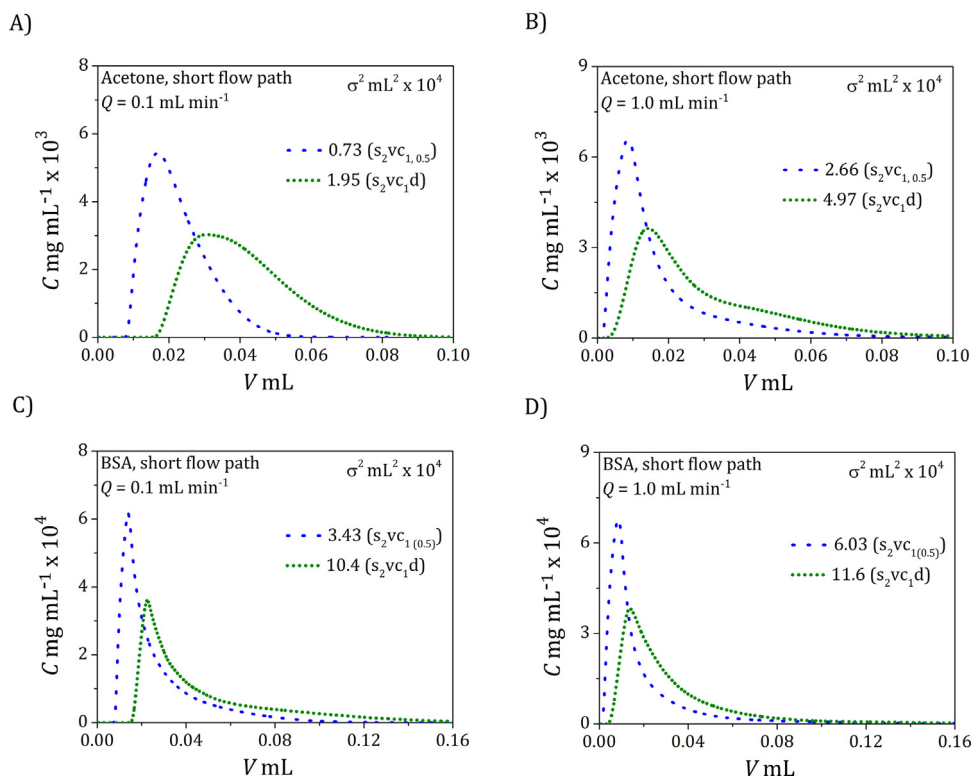 A)
Acetone, short flow path
Q = 0.1 mL min⁻¹
σ² mL² x 10⁴
0.73 (s₂vc₁, ₀.₅)
1.95 (s₂vc₁d)
C mg mL⁻¹ x 10³
8
6
4
2
0
0.00 0.02 0.04 0.06 0.08 0.10
V mL
B)
Acetone, short flow path
Q = 1.0 mL min⁻¹
σ² mL² x 10⁴
2.66 (s₂vc₁, ₀.₅)
4.97 (s₂vc₁d)
C mg mL⁻¹ x 10³
9
6
3
0
0.00 0.02 0.04 0.06 0.08 0.10
V mL
C)
BSA, short flow path
Q = 0.1 mL min⁻¹
σ² mL² x 10⁴
3.43 (s₂vc₁ ₍₀.₅₎)
10.4 (s₂vc₁d)
C mg mL⁻¹ x 10⁴
8
6
4
2
0
0.00 0.04 0.08 0.12 0.16
V mL
D)
BSA, short flow path
Q = 1.0 mL min⁻¹
σ² mL² x 10⁴
6.03 (s₂vc₁₍₀.₅₎)
11.6 (s₂vc₁d)
C mg mL⁻¹ x 10⁴
9
6
3
0
0.00 0.04 0.08 0.12 0.16
V mL